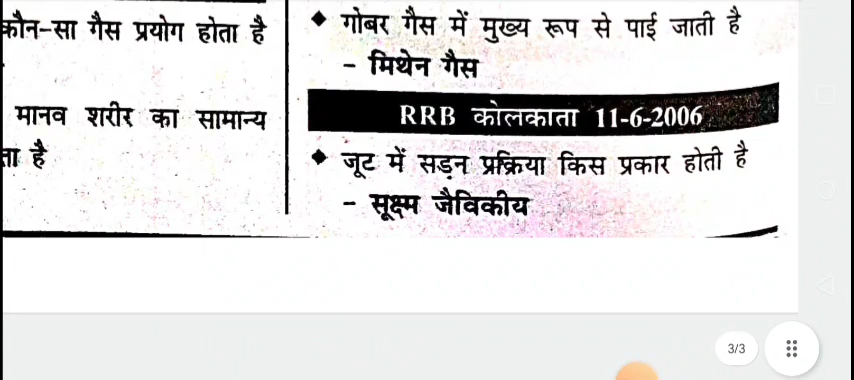 कौन-सा गैस प्रयोग होता है
मानव शरीर का सामान्य
ता है
◆ गोबर गैस में मुख्य रूप से पाई जाती है
- मिथेन गैस
RRB कोलकाता 11-6-2006
◆ जूट में सड़न प्रक्रिया किस प्रकार होती है
- सूक्ष्म जैविकीय
3/3